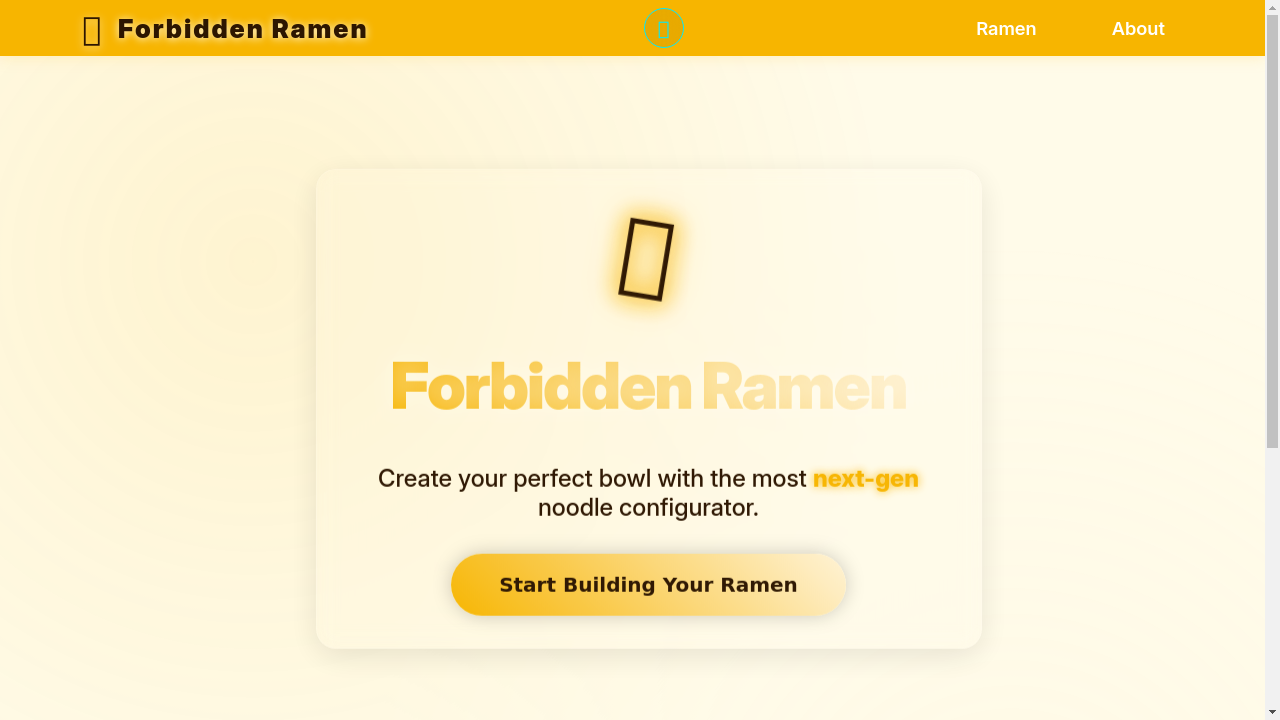 Forbidden Ramen
Ramen
About
Forbidden Ramen
Create your perfect bowl with the most next-gen
noodle configurator.
Start Building Your Ramen